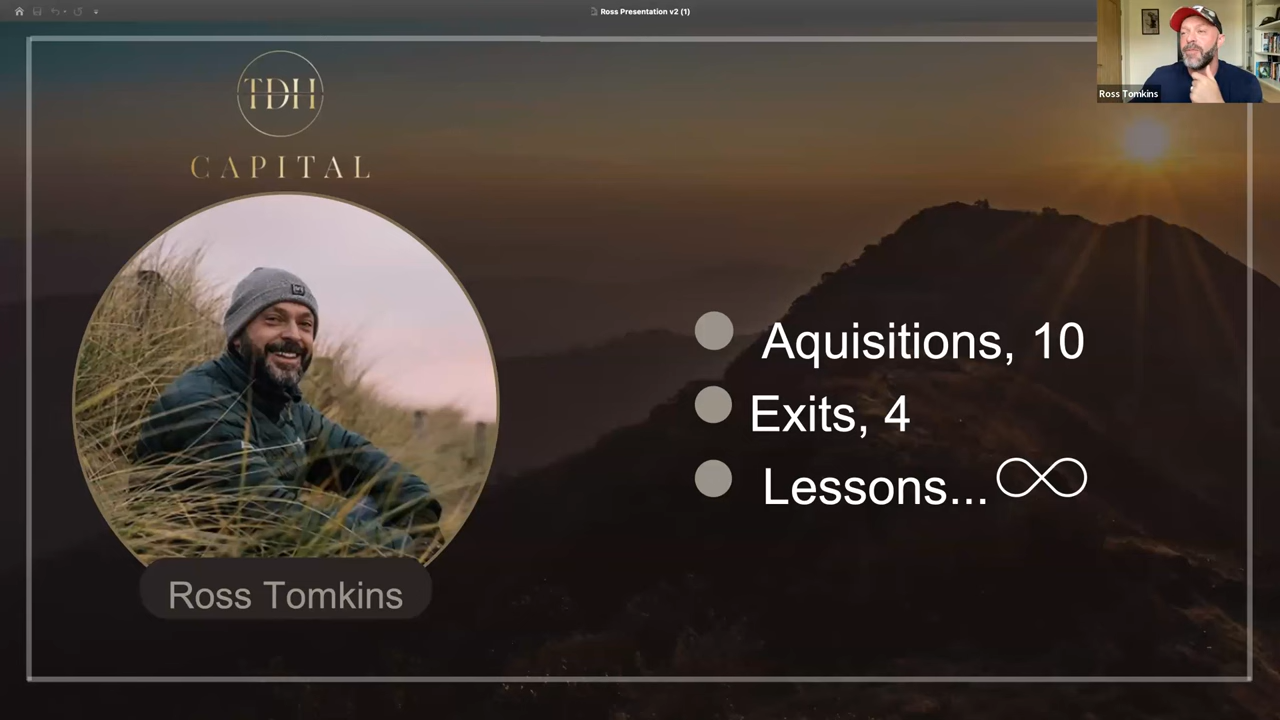 Ross Presentation v2 (1)
Ross Tomkins
TDH
CAPITAL
Aquisitions, 10
Exits, 4
Lessons...∞
Ross Tomkins